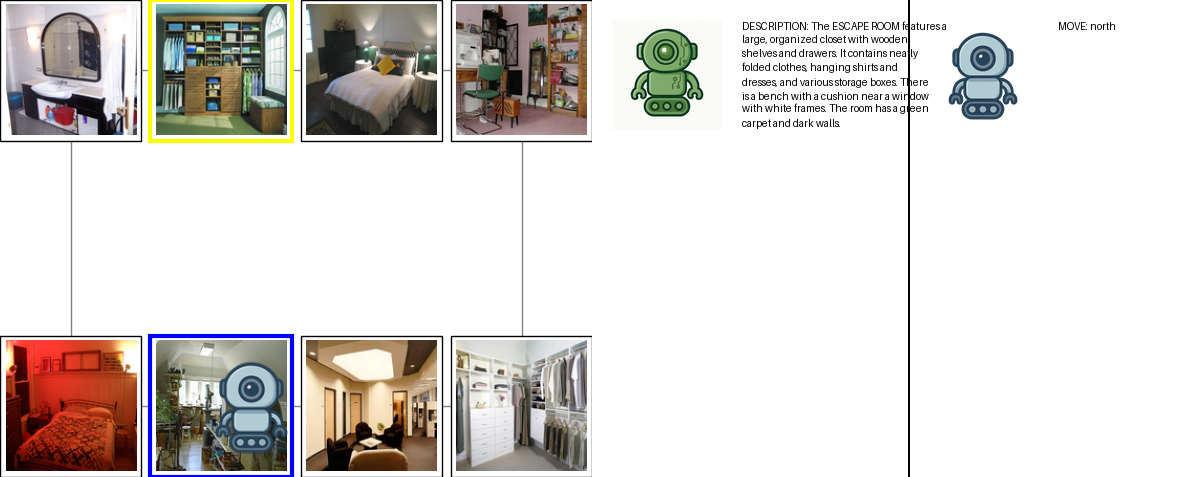 DESCRIPTION: The ESCAPE ROOM features a
large, organized closet with wooden
shelves and drawers. It contains neatly
folded clothes, hanging shirts and
dresses, and various storage boxes. There
is a bench with a cushion near a window
with white frames. The room has a green
carpet and dark walls.
MOVE: north